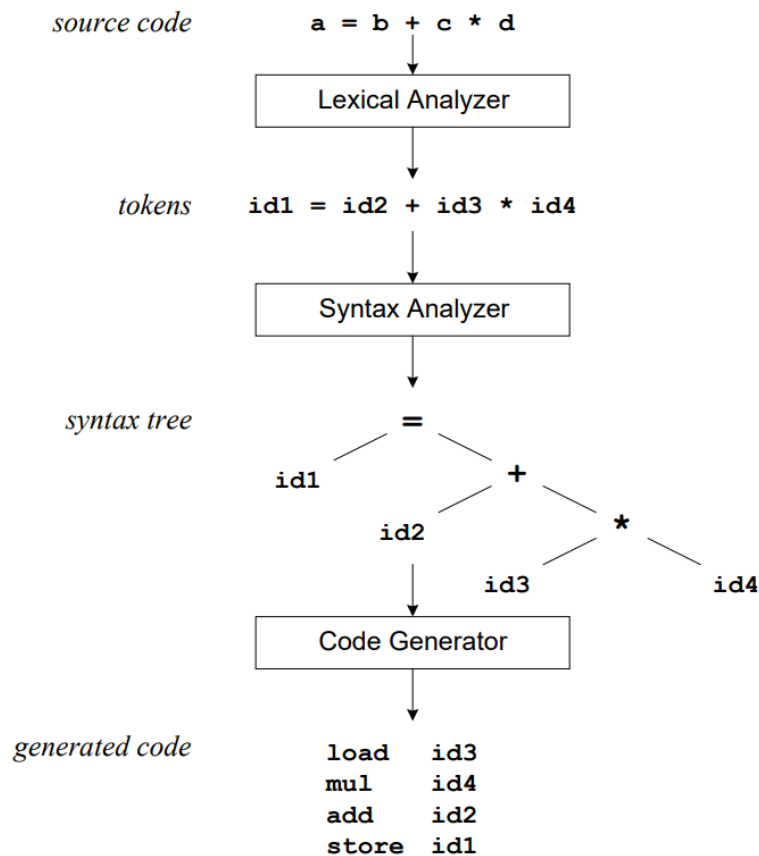 source code a = b + c * d
Lexical Analyzer
tokens id1 = id2 + id3 * id4
Syntax Analyzer
syntax tree =
id1 +
id2 *
id3 id4
Code Generator
generated code load id3
mul id4
add id2
store id1